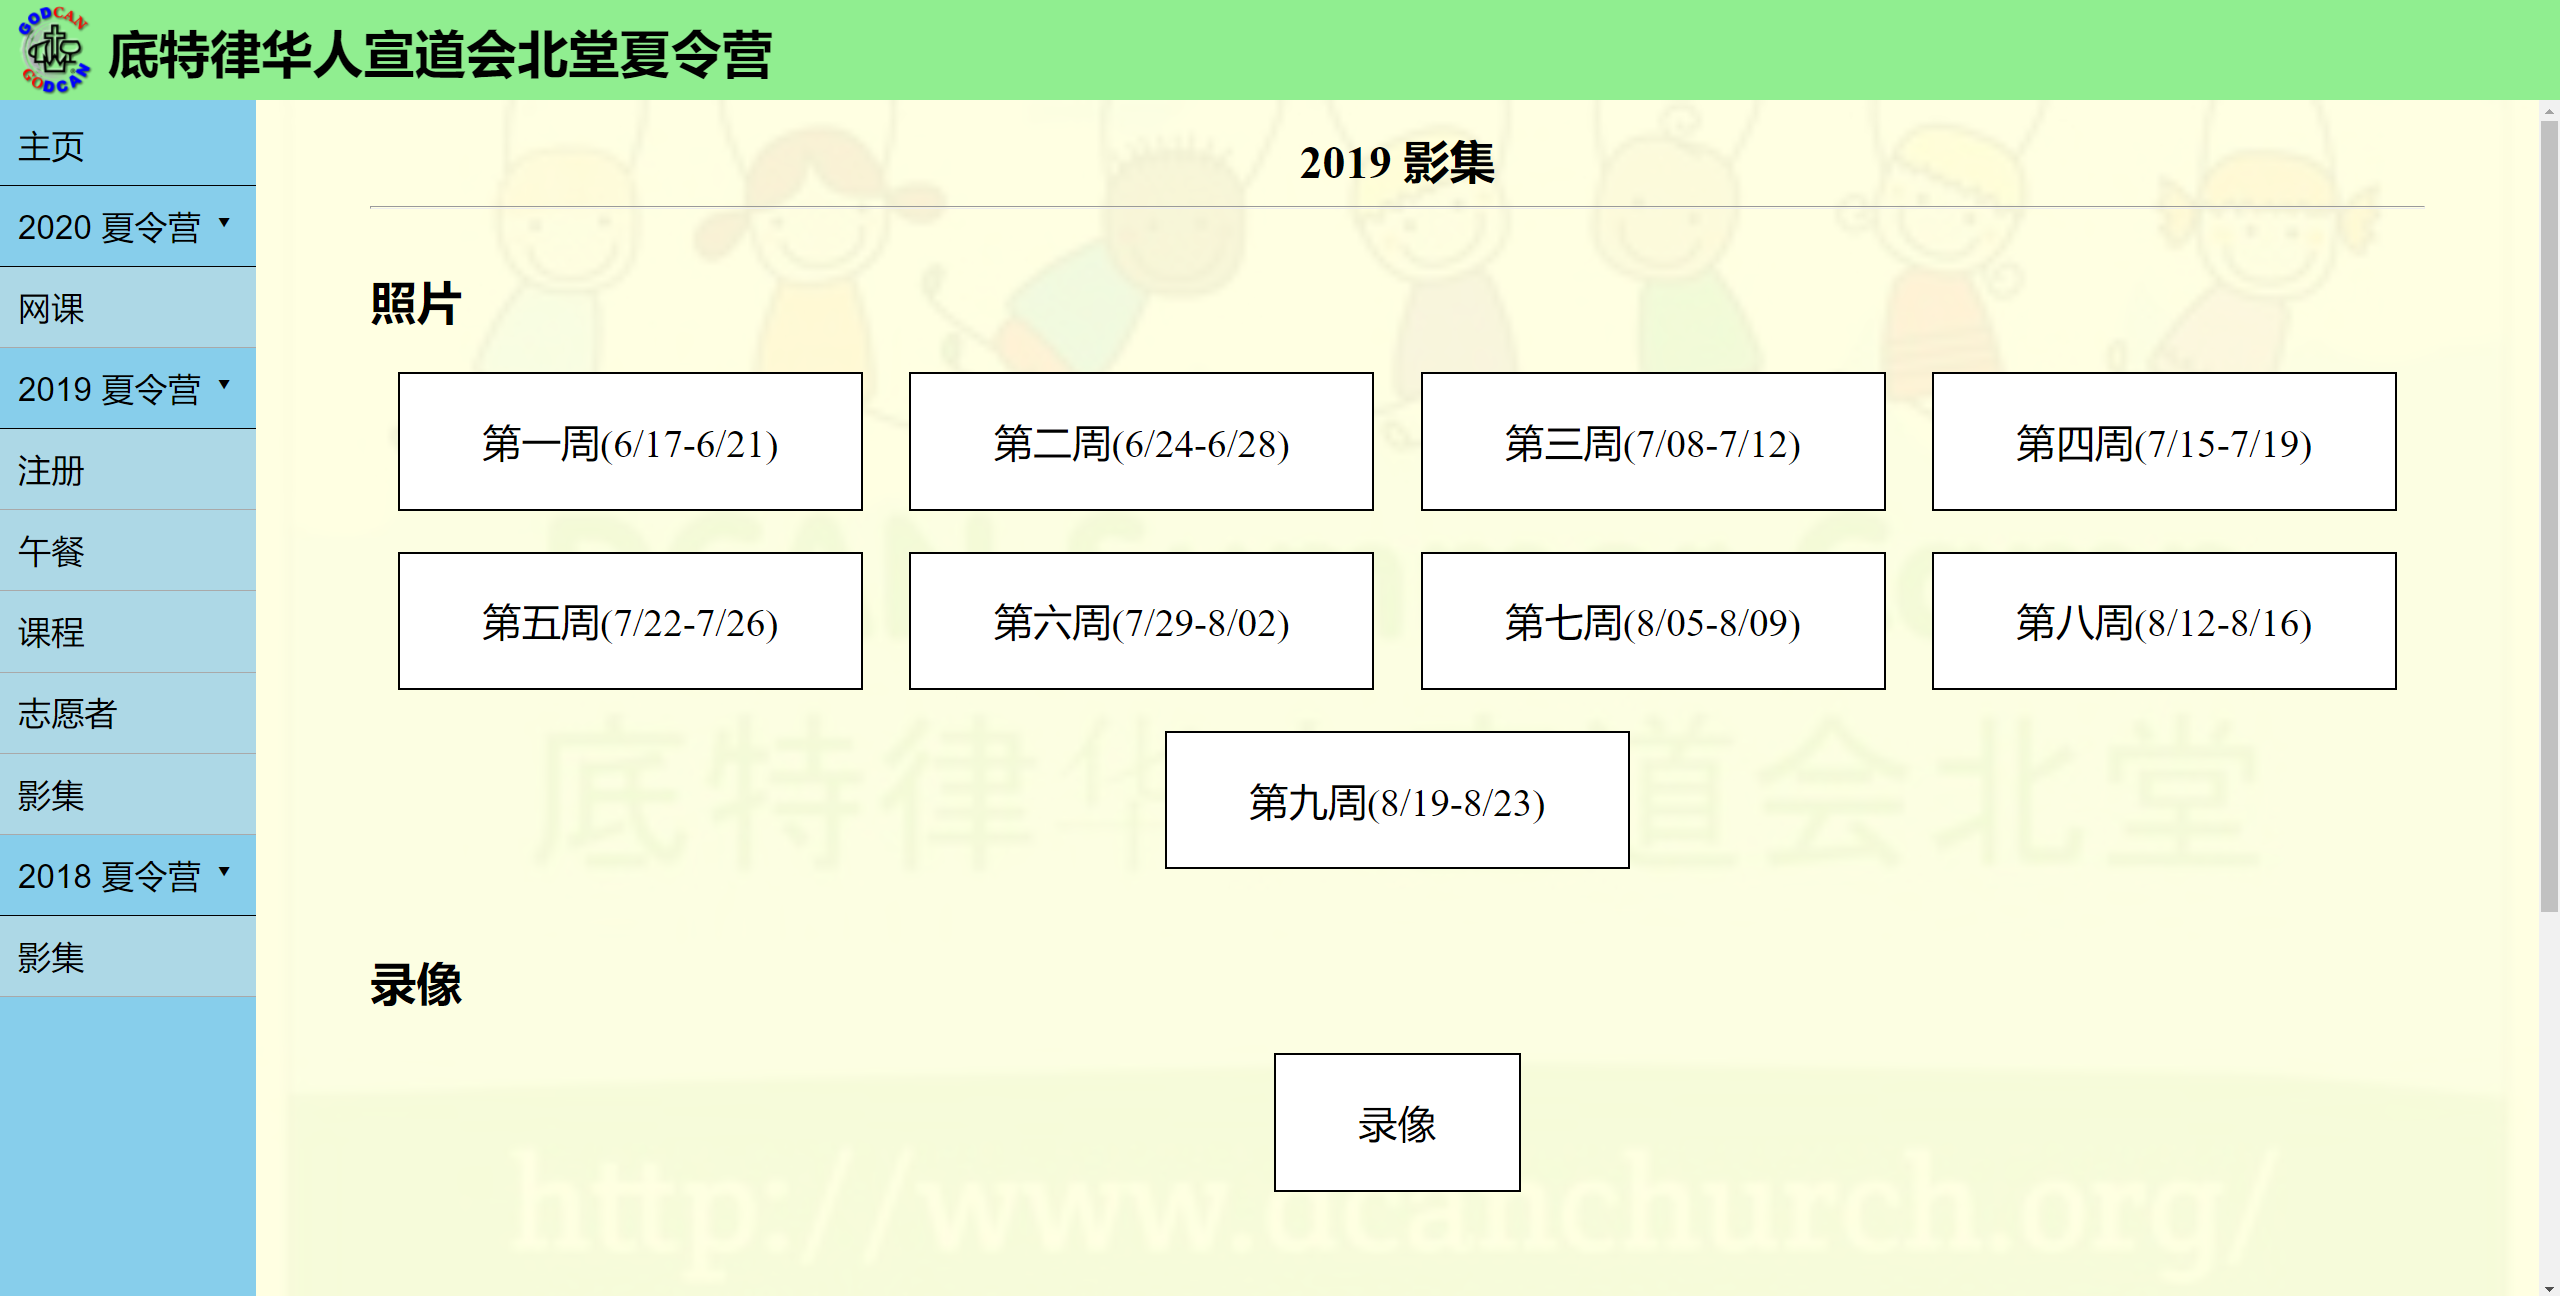 GODCAN
GODCAN
底特律华人宣道会北堂夏令营
主页
2020 夏令营 ▼
网课
2019 夏令营 ▼
注册
午餐
课程
志愿者
影集
2018 夏令营 ▼
影集
2019 影集
照片
第一周(6/17-6/21)
第二周(6/24-6/28)
第三周(7/08-7/12)
第四周(7/15-7/19)
第五周(7/22-7/26)
第六周(7/29-8/02)
第七周(8/05-8/09)
第八周(8/12-8/16)
底特律华 道会北堂
第九周(8/19-8/23)
录像
录像
http://www.dcanchurch.org/